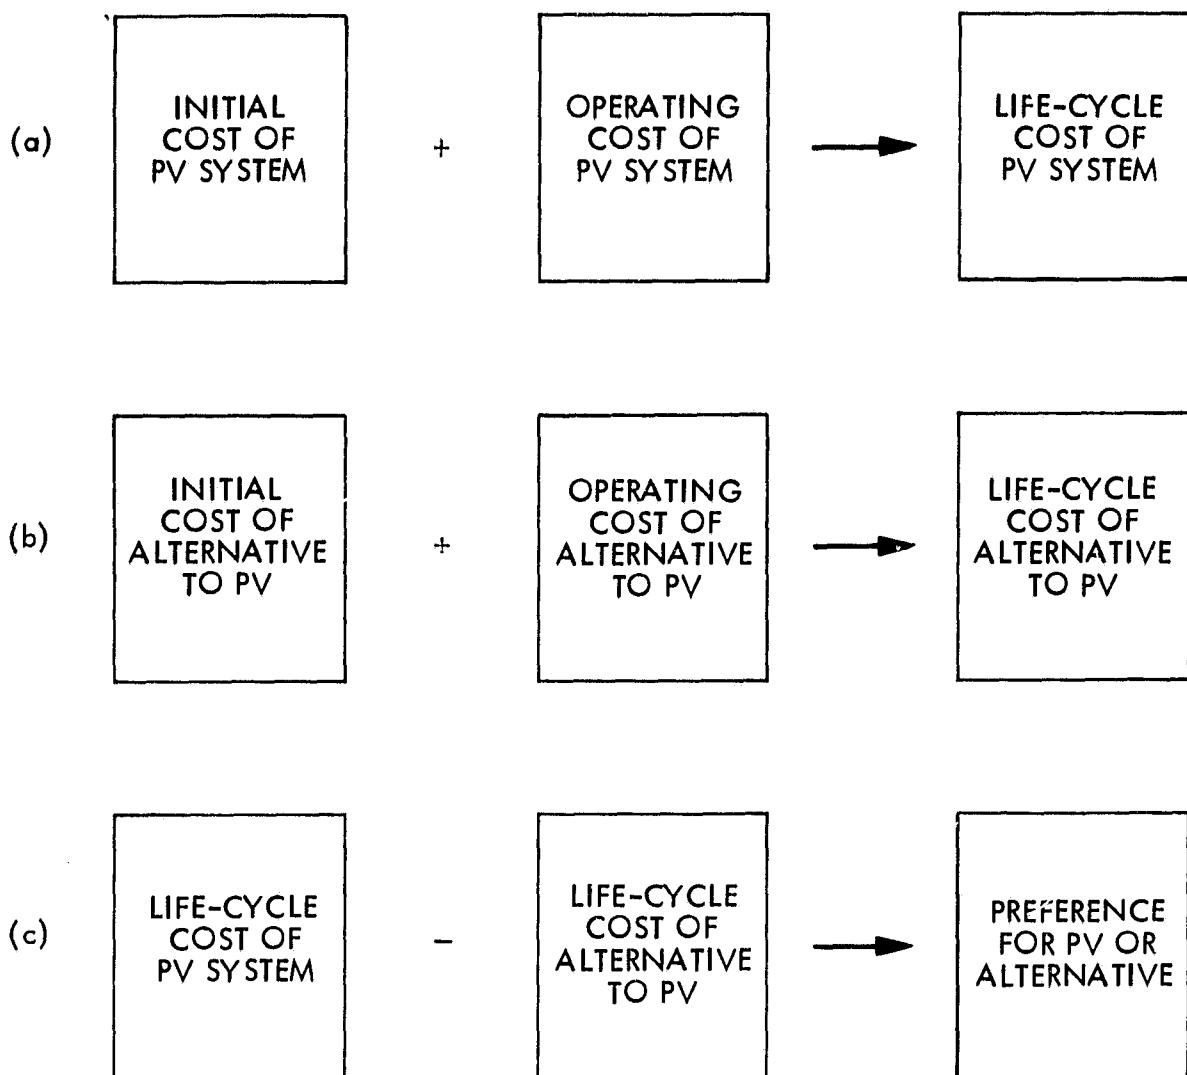 (a)
INITIAL
COST OF
PV SYSTEM
+
OPERATING
COST OF
PV SYSTEM
LIFE-CYCLE
COST OF
PV SYSTEM
(b)
INITIAL
COST OF
ALTERNATIVE
TO PV
+
OPERATING
COST OF
ALTERNATIVE
TO PV
LIFE-CYCLE
COST OF
ALTERNATIVE
TO PV
(c)
LIFE-CYCLE
COST OF
PV SYSTEM
-
LIFE-CYCLE
COST OF
ALTERNATIVE
TO PV
PREFERENCE
FOR PV OR
ALTERNATIVE